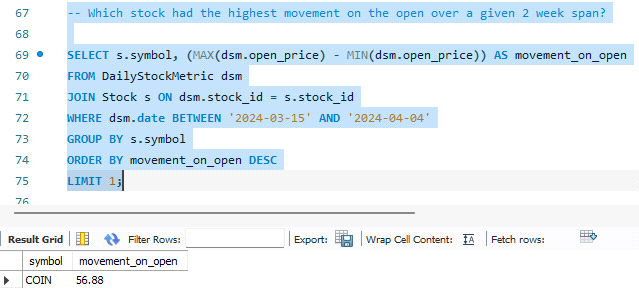 67 -- Which stock had the highest movement on the open over a given 2 week span?
68
69 SELECT s.symbol, (MAX(dsm.open_price) - MIN(dsm.open_price)) AS movement_on_open
70 FROM DailyStockMetric dsm
71 JOIN Stock s ON dsm.stock_id = s.stock_id
72 WHERE dsm.date BETWEEN '2024-03-15' AND '2024-04-04'
73 GROUP BY s.symbol
74 ORDER BY movement_on_open DESC
75 LIMIT 1;
76
Result Grid Filter Rows: Export: Wrap Cell Content: Fetch rows:
symbol movement_on_open
COIN 56.88